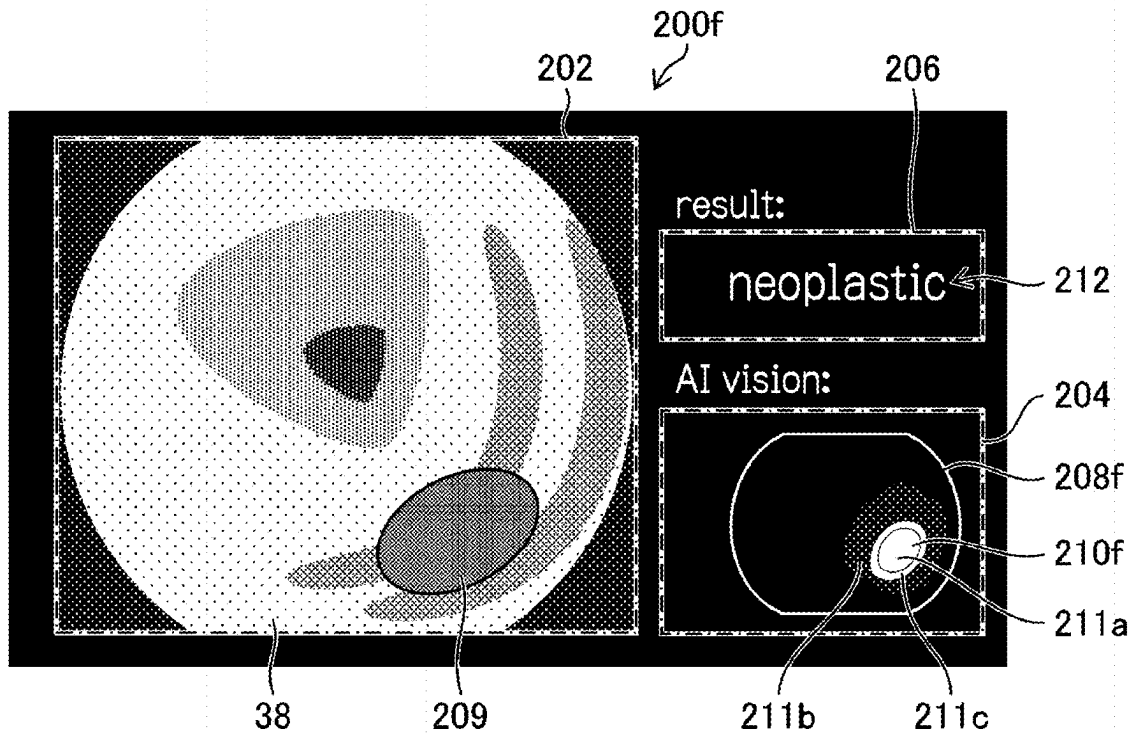 200f
202
206
result:
neoplastic
212
AI vision:
204
208f
210f
211a
38
209
211b
211c